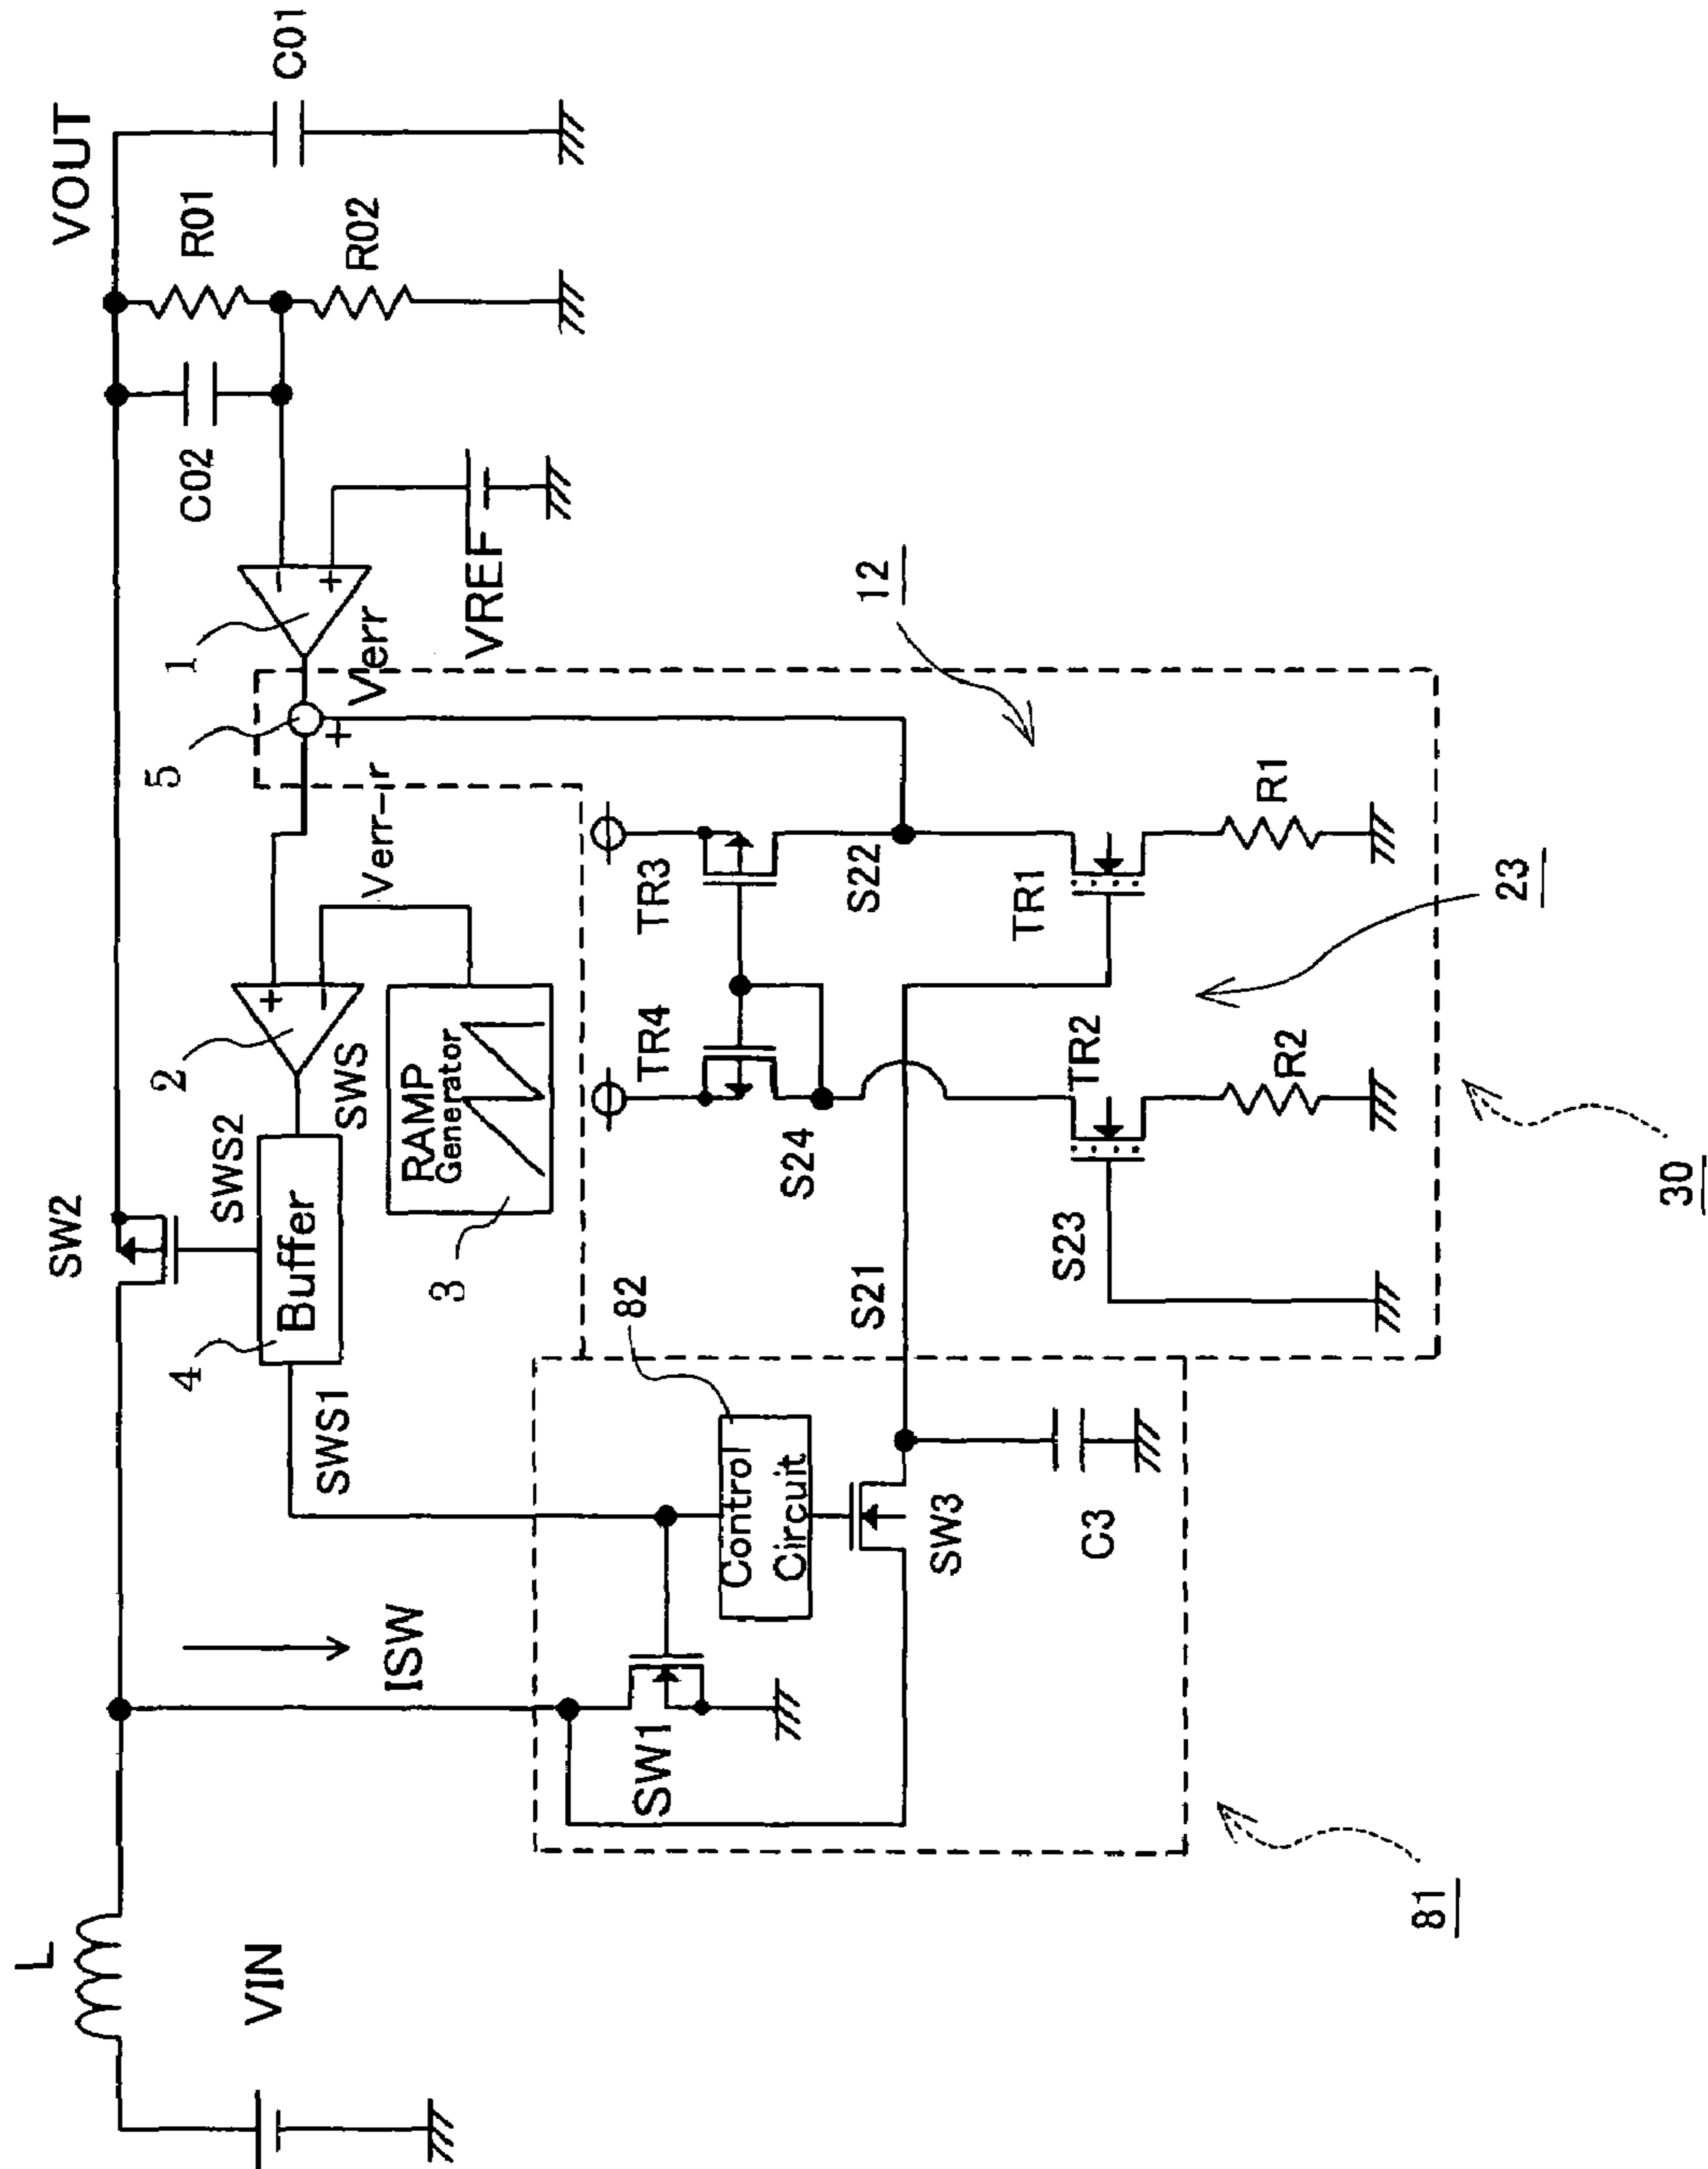 L
VIN
ISW
SW1
SWS1
4
Buffer
SW2
SWS2
2
+
−
SWS
RAMP
Generator
3
Verr-r
5
+
1
−
+
Verr
VREF
C02
VOUT
R01
R02
C01
82
Control
Circuit
SW3
C3
S21
S23
S24
TR4
TR3
S22
TR2
TR1
R2
R1
12
23
30
81